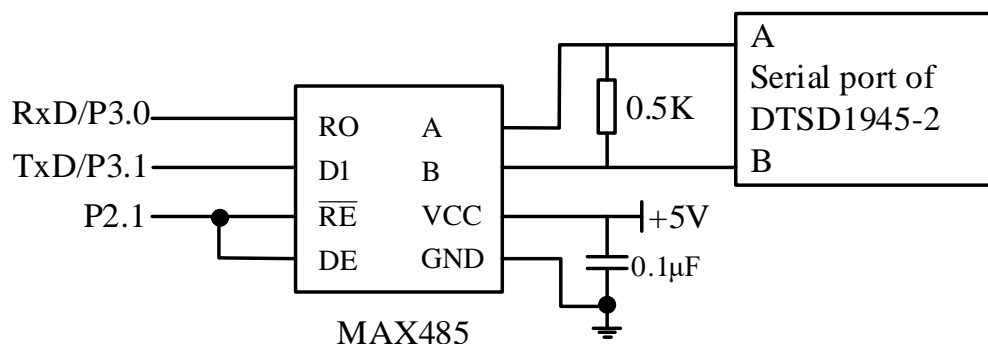 RxD/P3.0
TxD/P3.1
P2.1
RO
D1
RE
DE
A
B
VCC
GND
MAX485
0.5K
+5V
0.1μF
A
Serial port of
DTSD1945-2
B